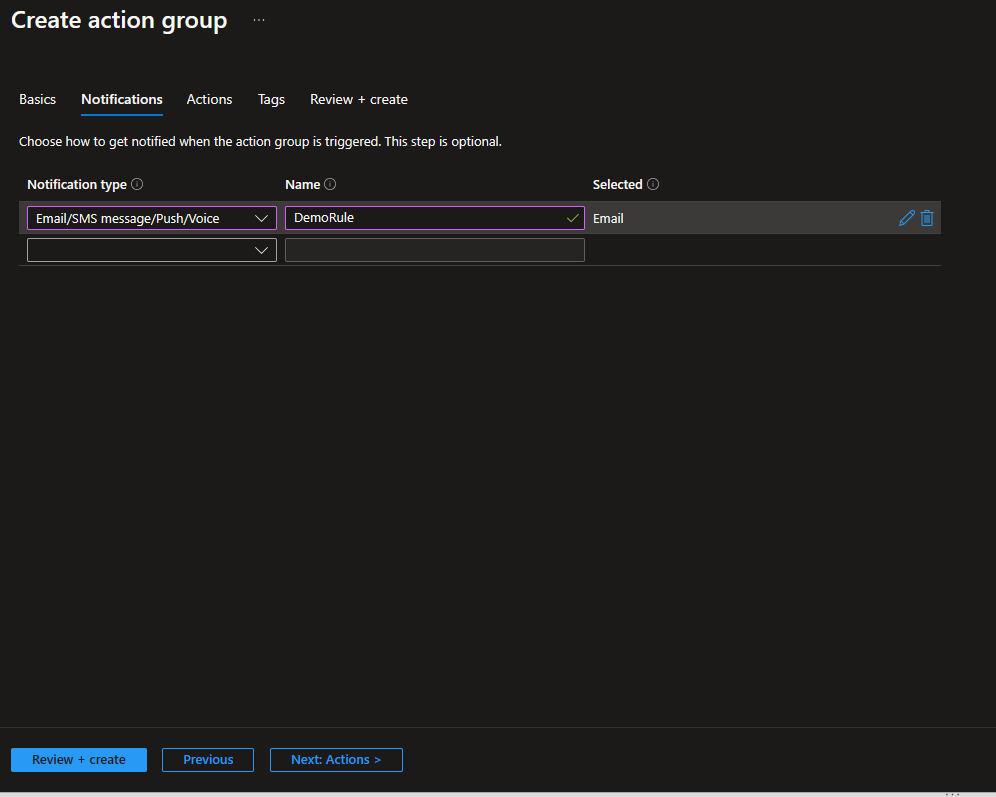 Create action group ...
Basics Notifications Actions Tags Review + create
Choose how to get notified when the action group is triggered. This step is optional.
Notification type Name Selected
Email/SMS message/Push/Voice DemoRule Email
Review + create Previous Next: Actions >